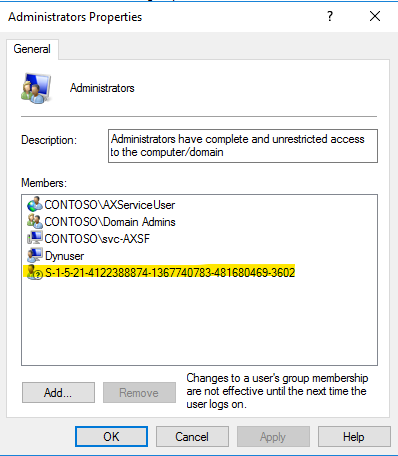 Administrators Properties
?
General
Administrators
Description:
Administrators have complete and unrestricted access
to the computer/domain
Members:
CONTOSO\AXServiceUser
CONTOSO\Domain Admins
CONTOSO\svc-AXSF
Dynuser
S-1-5-21-4122388874-1367740783-481680469-3602
Add...
Remove
Changes to a user's group membership
are not effective until the next time the
user logs on.
OK
Cancel
Apply
Help